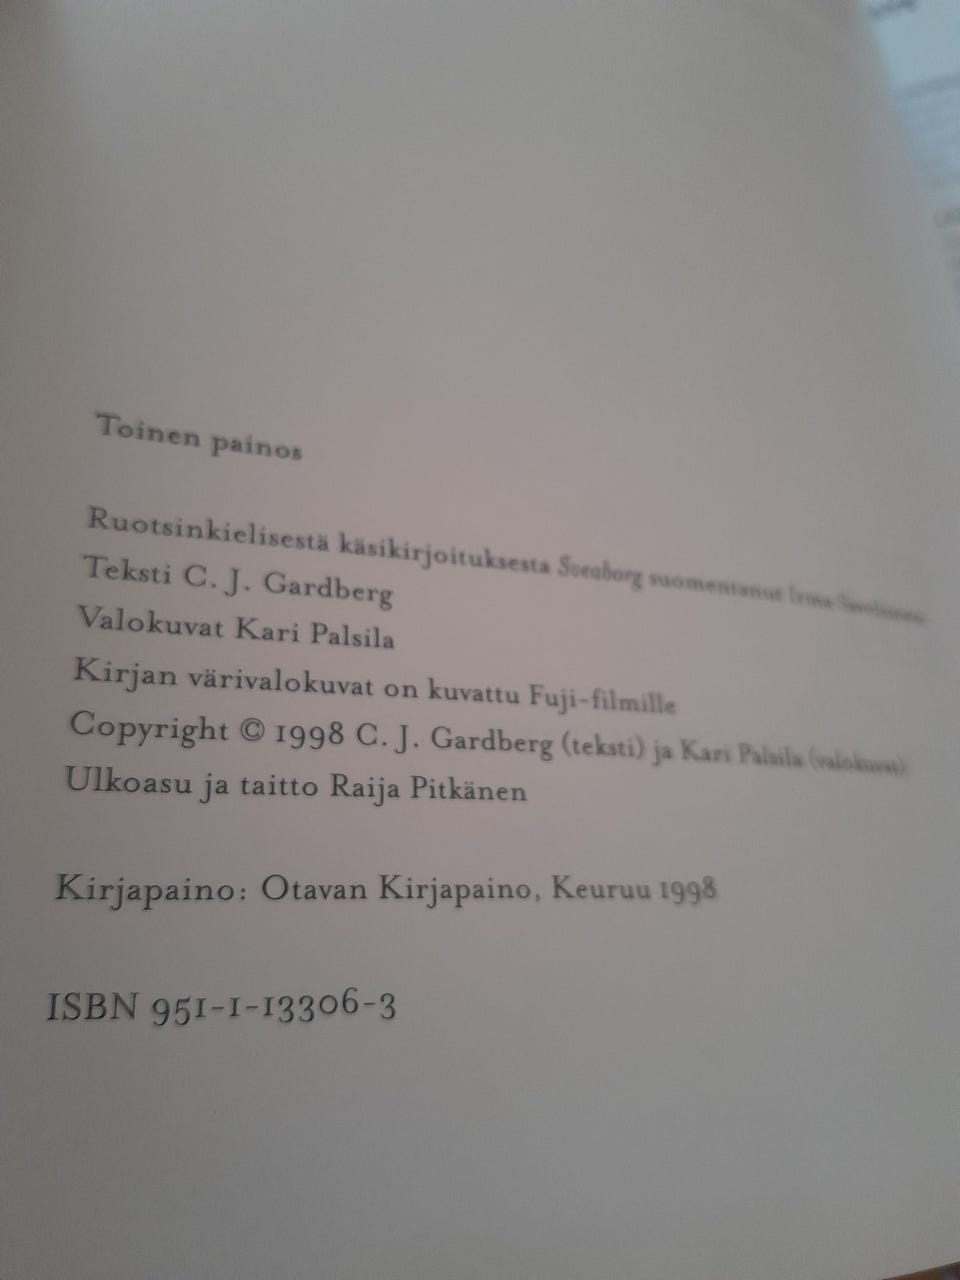 Toinen painos
Ruotsinkielisestä käsikirjoituksesta Sveaborg suomentanut Irma Savolainen
Teksti C. J. Gardberg
Valokuvat Kari Palsila
Kirjan värivalokuvat on kuvattu Fuji-filmille
Copyright © 1998 C. J. Gardberg (teksti) ja Kari Palsila (valokuvat)
Ulkoasu ja taitto Raija Pitkänen
Kirjapaino: Otavan Kirjapaino, Keuruu 1998
ISBN 951-1-13306-3